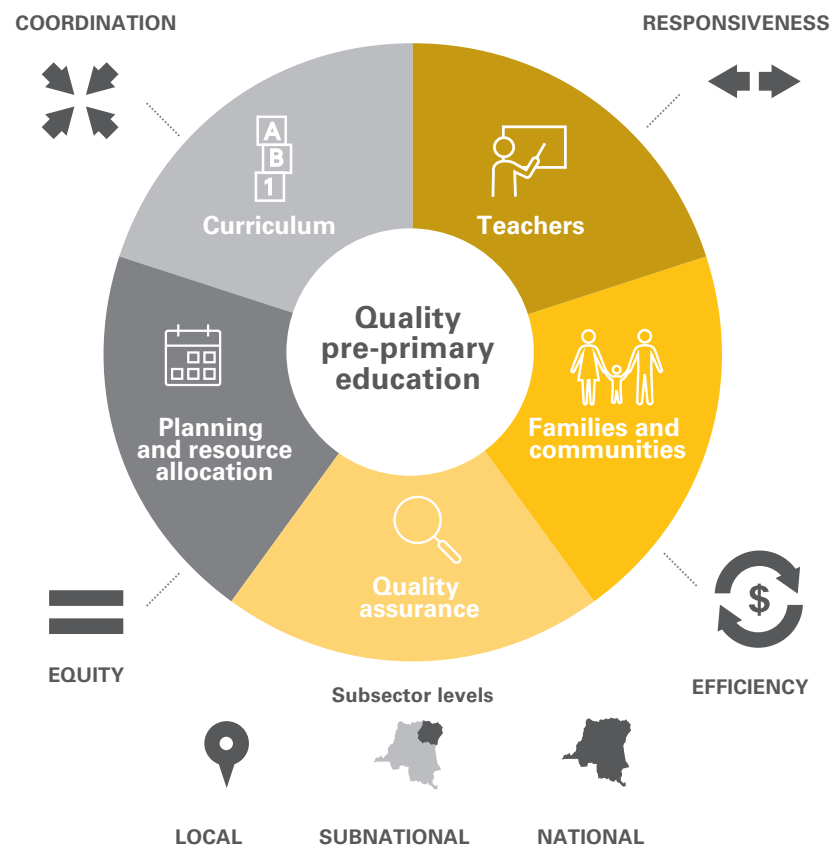 COORDINATION
RESPONSIVENESS
A
B
1
Curriculum
Teachers
Quality
pre-primary
education
Planning
and resource
allocation
Families and
communities
Quality
assurance
$
EQUITY
EFFICIENCY
Subsector levels
LOCAL
SUBNATIONAL
NATIONAL